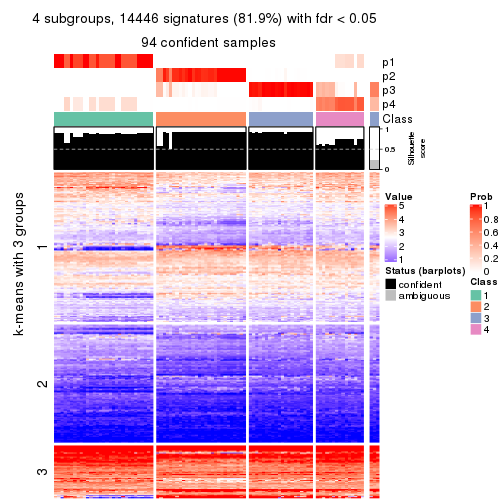 4 subgroups, 14446 signatures (81.9%) with fdr < 0.05
94 confident samples
p1
p2
p3
p4
Class
1
0.5
0
Silhouette
score
k-means with 3 groups
1
2
3
Value
5
4
3
2
1
Status (barplots)
confident
ambiguous
Prob
1
0.8
0.6
0.4
0.2
0
Class
1
2
3
4